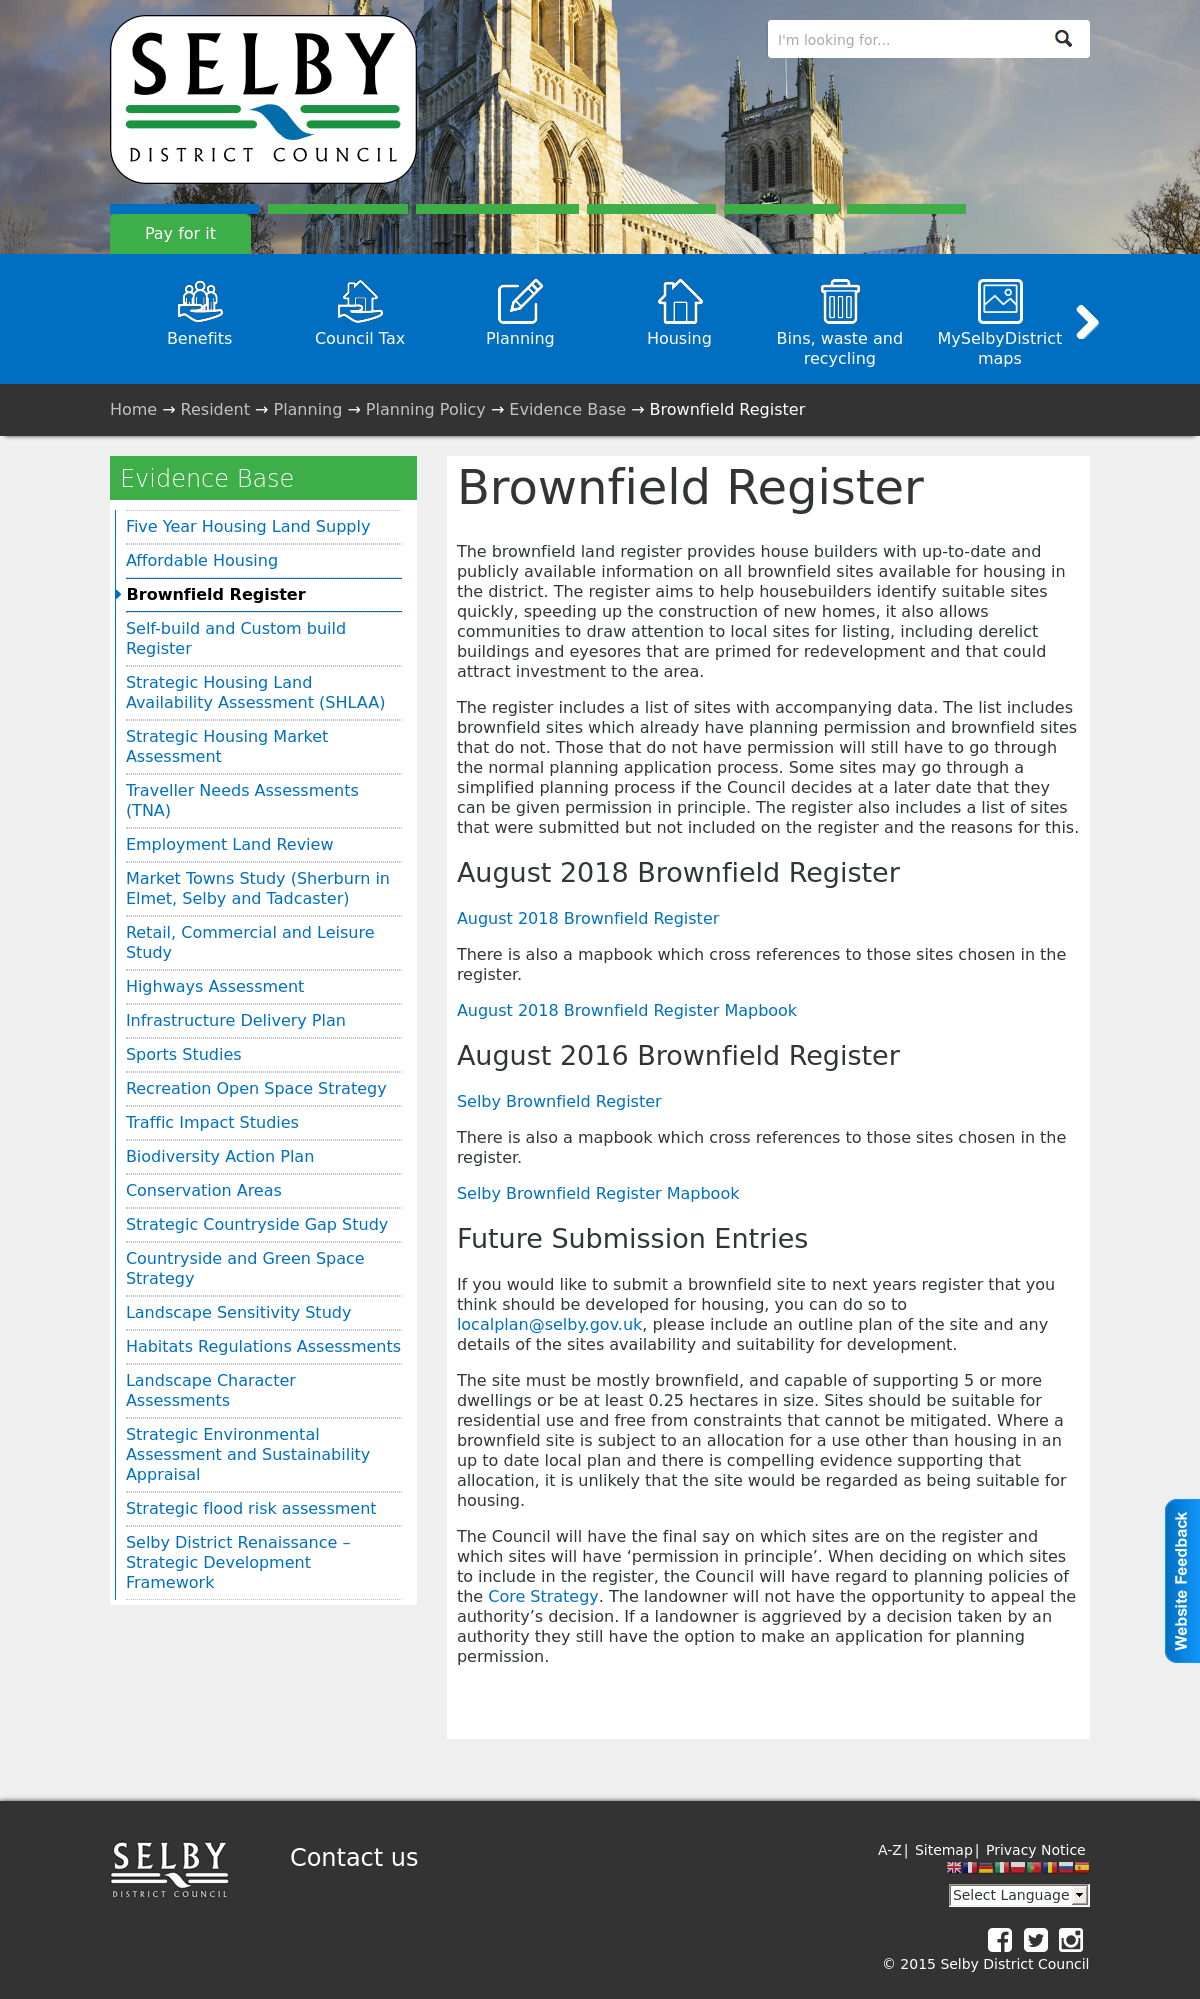 SELBY
DISTRICT COUNCIL
I'm looking for...
Pay for it
Benefits
Council Tax
Planning
Housing
Bins, waste and
recycling
MySelbyDistrict
maps
Home → Resident → Planning → Planning Policy → Evidence Base → Brownfield Register
Evidence Base
Five Year Housing Land Supply
Affordable Housing
Brownfield Register
Self-build and Custom build
Register
Strategic Housing Land
Availability Assessment (SHLAA)
Strategic Housing Market
Assessment
Traveller Needs Assessments
(TNA)
Employment Land Review
Market Towns Study (Sherburn in
Elmet, Selby and Tadcaster)
Retail, Commercial and Leisure
Study
Highways Assessment
Infrastructure Delivery Plan
Sports Studies
Recreation Open Space Strategy
Traffic Impact Studies
Biodiversity Action Plan
Conservation Areas
Strategic Countryside Gap Study
Countryside and Green Space
Strategy
Landscape Sensitivity Study
Habitats Regulations Assessments
Landscape Character
Assessments
Strategic Environmental
Assessment and Sustainability
Appraisal
Strategic flood risk assessment
Selby District Renaissance –
Strategic Development
Framework
Brownfield Register
The brownfield land register provides house builders with up-to-date and
publicly available information on all brownfield sites available for housing in
the district. The register aims to help housebuilders identify suitable sites
quickly, speeding up the construction of new homes, it also allows
communities to draw attention to local sites for listing, including derelict
buildings and eyesores that are primed for redevelopment and that could
attract investment to the area.
The register includes a list of sites with accompanying data. The list includes
brownfield sites which already have planning permission and brownfield sites
that do not. Those that do not have permission will still have to go through
the normal planning application process. Some sites may go through a
simplified planning process if the Council decides at a later date that they
can be given permission in principle. The register also includes a list of sites
that were submitted but not included on the register and the reasons for this.
August 2018 Brownfield Register
August 2018 Brownfield Register
There is also a mapbook which cross references to those sites chosen in the
register.
August 2018 Brownfield Register Mapbook
August 2016 Brownfield Register
Selby Brownfield Register
There is also a mapbook which cross references to those sites chosen in the
register.
Selby Brownfield Register Mapbook
Future Submission Entries
If you would like to submit a brownfield site to next years register that you
think should be developed for housing, you can do so to
localplan@selby.gov.uk, please include an outline plan of the site and any
details of the sites availability and suitability for development.
The site must be mostly brownfield, and capable of supporting 5 or more
dwellings or be at least 0.25 hectares in size. Sites should be suitable for
residential use and free from constraints that cannot be mitigated. Where a
brownfield site is subject to an allocation for a use other than housing in an
up to date local plan and there is compelling evidence supporting that
allocation, it is unlikely that the site would be regarded as being suitable for
housing.
The Council will have the final say on which sites are on the register and
which sites will have ‘permission in principle’. When deciding on which sites
to include in the register, the Council will have regard to planning policies of
the Core Strategy. The landowner will not have the opportunity to appeal the
authority’s decision. If a landowner is aggrieved by a decision taken by an
authority they still have the option to make an application for planning
permission.
Website Feedback
SELBY
DISTRICT COUNCIL
Contact us
A-Z| Sitemap| Privacy Notice
Select Language
© 2015 Selby District Council